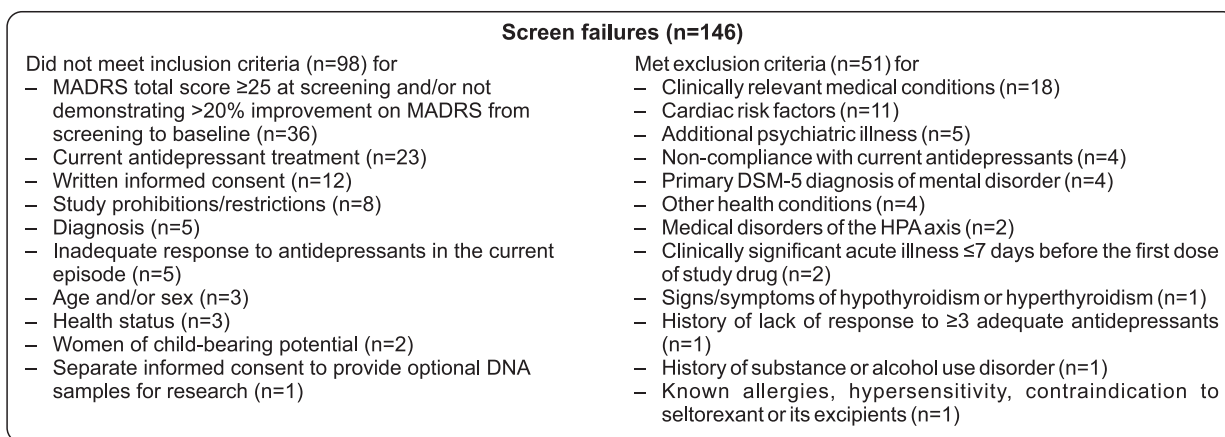 Screen failures (n=146)
Did not meet inclusion criteria (n=98) for
– MADRS total score ≥25 at screening and/or not
demonstrating >20% improvement on MADRS from
screening to baseline (n=36)
– Current antidepressant treatment (n=23)
– Written informed consent (n=12)
– Study prohibitions/restrictions (n=8)
– Diagnosis (n=5)
– Inadequate response to antidepressants in the current
episode (n=5)
– Age and/or sex (n=3)
– Health status (n=3)
– Women of child-bearing potential (n=2)
– Separate informed consent to provide optional DNA
samples for research (n=1)
Met exclusion criteria (n=51) for
– Clinically relevant medical conditions (n=18)
– Cardiac risk factors (n=11)
– Additional psychiatric illness (n=5)
– Non-compliance with current antidepressants (n=4)
– Primary DSM-5 diagnosis of mental disorder (n=4)
– Other health conditions (n=4)
– Medical disorders of the HPA axis (n=2)
– Clinically significant acute illness ≤7 days before the first dose
of study drug (n=2)
– Signs/symptoms of hypothyroidism or hyperthyroidism (n=1)
– History of lack of response to ≥3 adequate antidepressants
(n=1)
– History of substance or alcohol use disorder (n=1)
– Known allergies, hypersensitivity, contraindication to
seltorexant or its excipients (n=1)